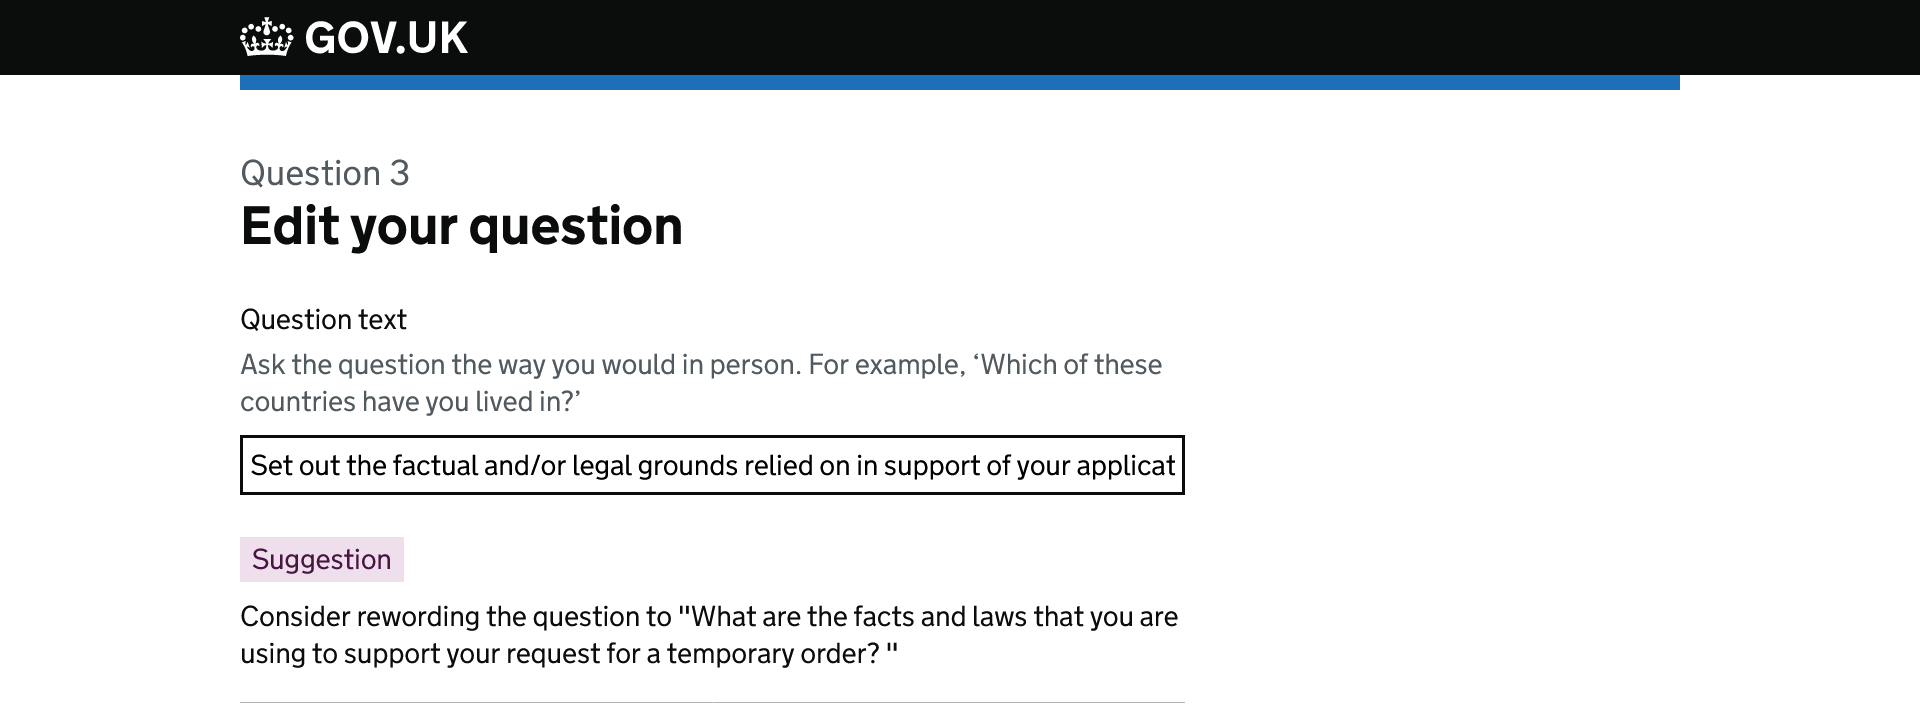 GOV.UK
Question 3
Edit your question
Question text
Ask the question the way you would in person. For example, ‘Which of these
countries have you lived in?’
Set out the factual and/or legal grounds relied on in support of your applicat
Suggestion
Consider rewording the question to "What are the facts and laws that you are
using to support your request for a temporary order? "